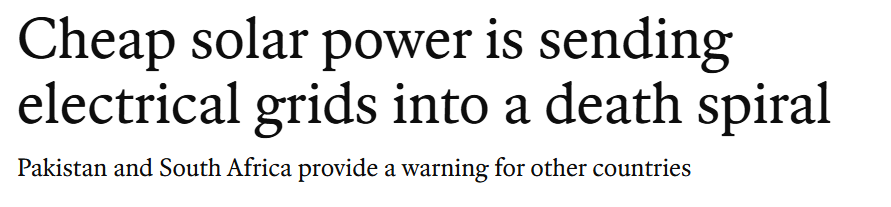 Cheap solar power is sending
electrical grids into a death spiral
Pakistan and South Africa provide a warning for other countries